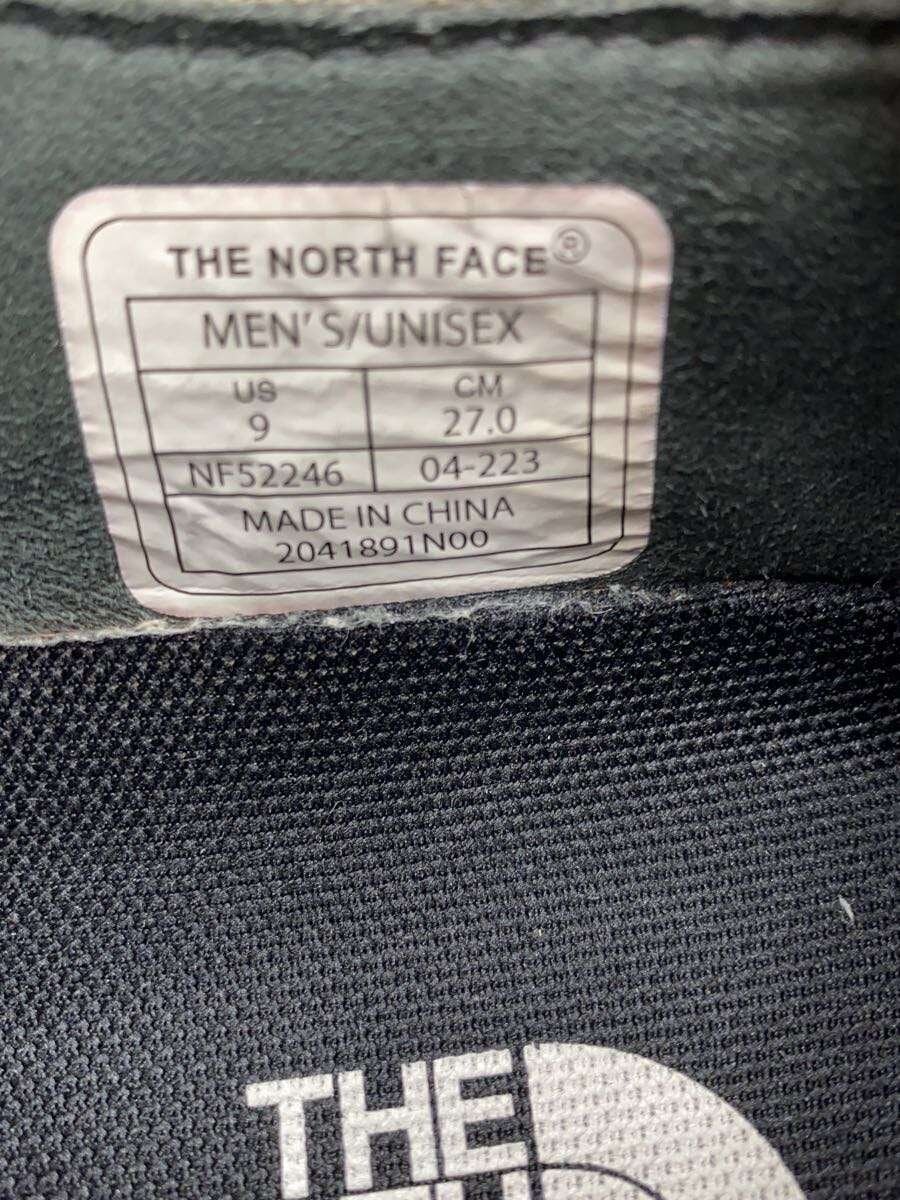 THE NORTH FACE®
MEN'S/UNISEX
US CM
9 27.0
NF52246 04-223
MADE IN CHINA
2041891N00
THE